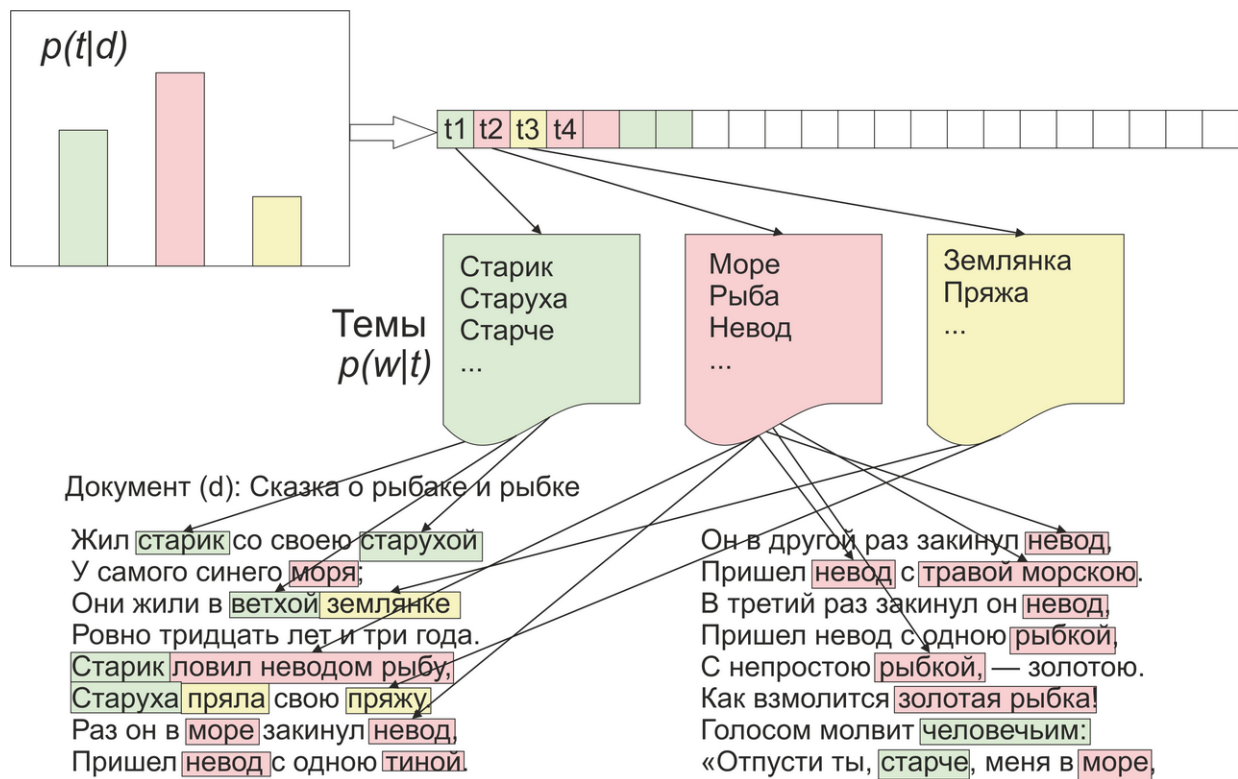 p(t|d)
t1 t2 t3 t4
Старик
Старуха
Старче
...
Море
Рыба
Невод
...
Землянка
Пряжа
...
Темы
p(w|t)
Документ (d): Сказка о рыбаке и рыбке
Жил старик со своею старухой
У самого синего моря;
Они жили в ветхой землянке
Ровно тридцать лет и три года.
Старик ловил неводом рыбу,
Старуха пряла свою пряжу.
Раз он в море закинул невод,
Пришел невод с одною тиной.
Он в другой раз закинул невод,
Пришел невод с травой морскою.
В третий раз закинул он невод,
Пришел невод с одною рыбкой,
С непростою рыбкой, — золотою.
Как взмолится золотая рыбка!
Голосом молвит человечьим:
«Отпусти ты, старче, меня в море,